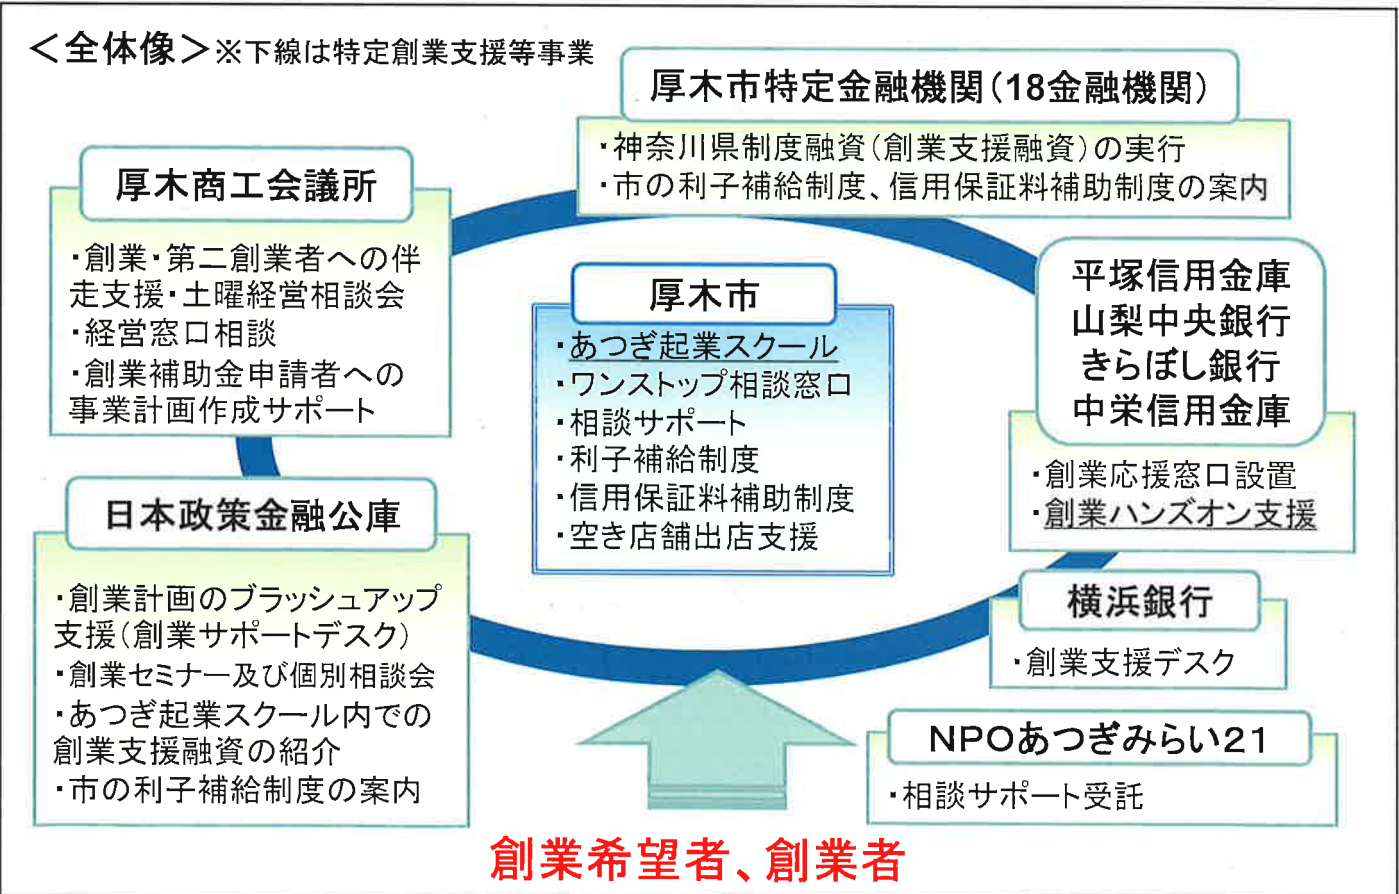 ＜全体像＞※下線は特定創業支援等事業
厚木市特定金融機関（18金融機関）
・神奈川県制度融資（創業支援融資）の実行
・市の利子補給制度、信用保証料補助制度の案内
厚木商工会議所
・創業・第二創業者への伴
走支援・土曜経営相談会
・経営窓口相談
・創業補助金申請者への
事業計画作成サポート
厚木市
・あつぎ起業スクール
・ワンストップ相談窓口
・相談サポート
・利子補給制度
・信用保証料補助制度
・空き店舗出店支援
平塚信用金庫
山梨中央銀行
きらぼし銀行
中栄信用金庫
・創業応援窓口設置
・創業ハンズオン支援
日本政策金融公庫
・創業計画のブラッシュアップ
支援（創業サポートデスク）
・創業セミナー及び個別相談会
・あつぎ起業スクール内での
創業支援融資の紹介
・市の利子補給制度の案内
横浜銀行
・創業支援デスク
NPOあつぎみらい21
・相談サポート受託
創業希望者、創業者